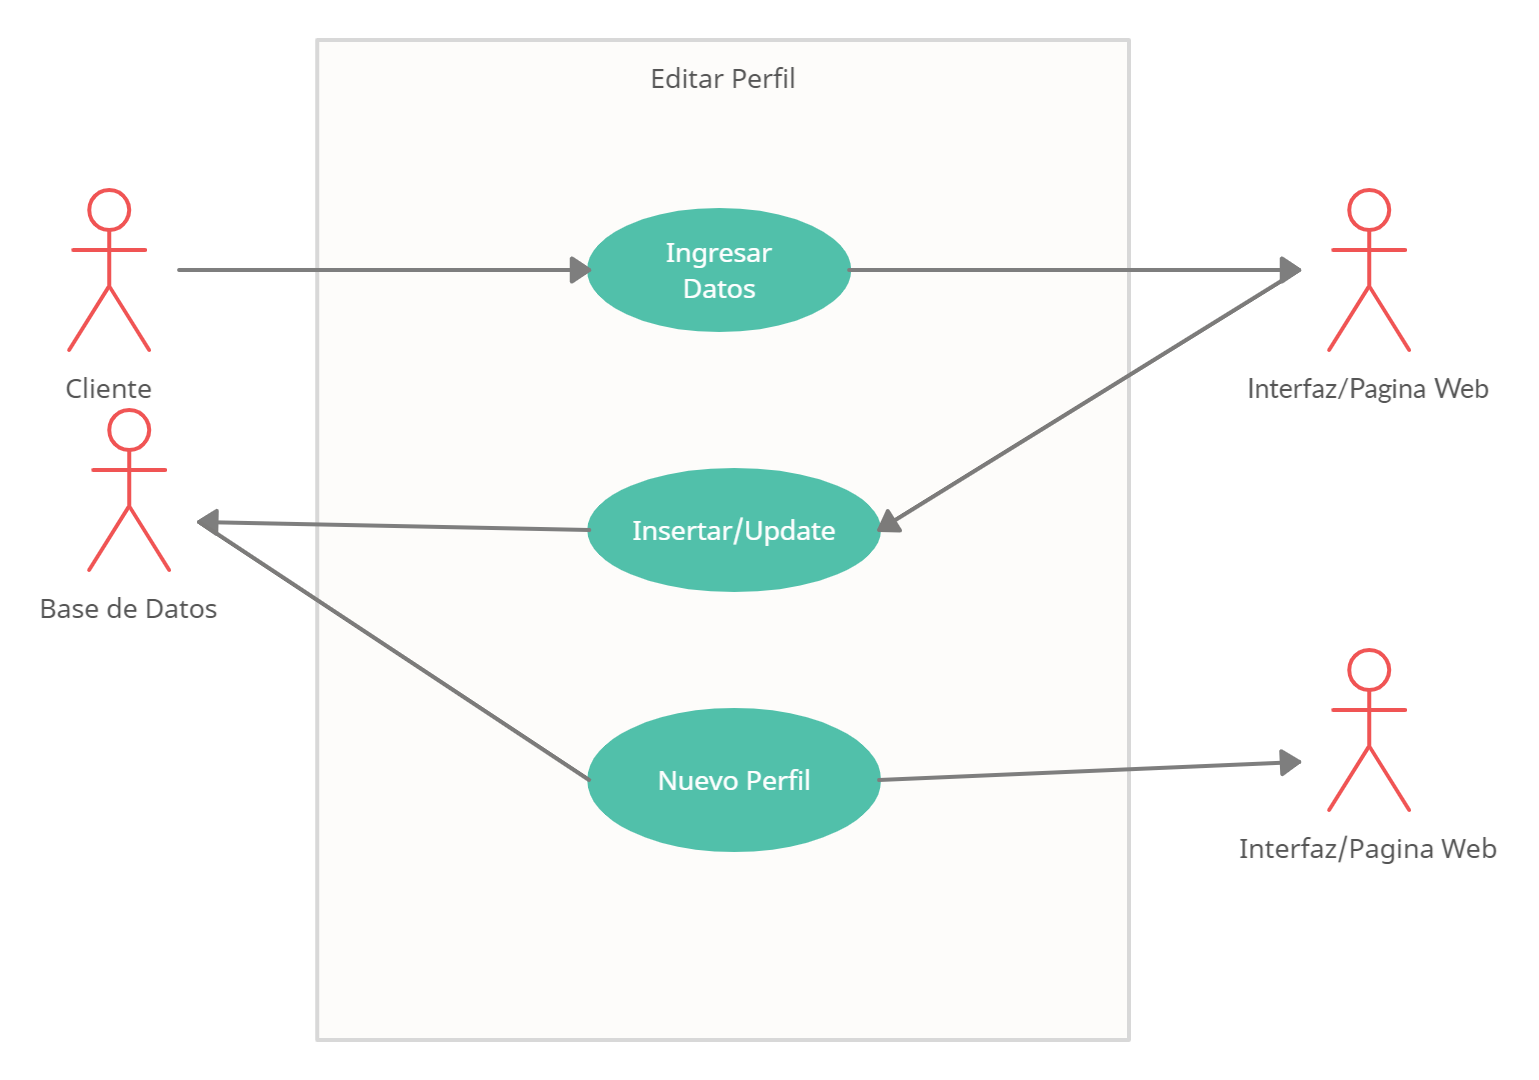 Editar Perfil
Ingresar
Datos
Cliente
Interfaz/Pagina Web
Insertar/Update
Base de Datos
Nuevo Perfil
Interfaz/Pagina Web